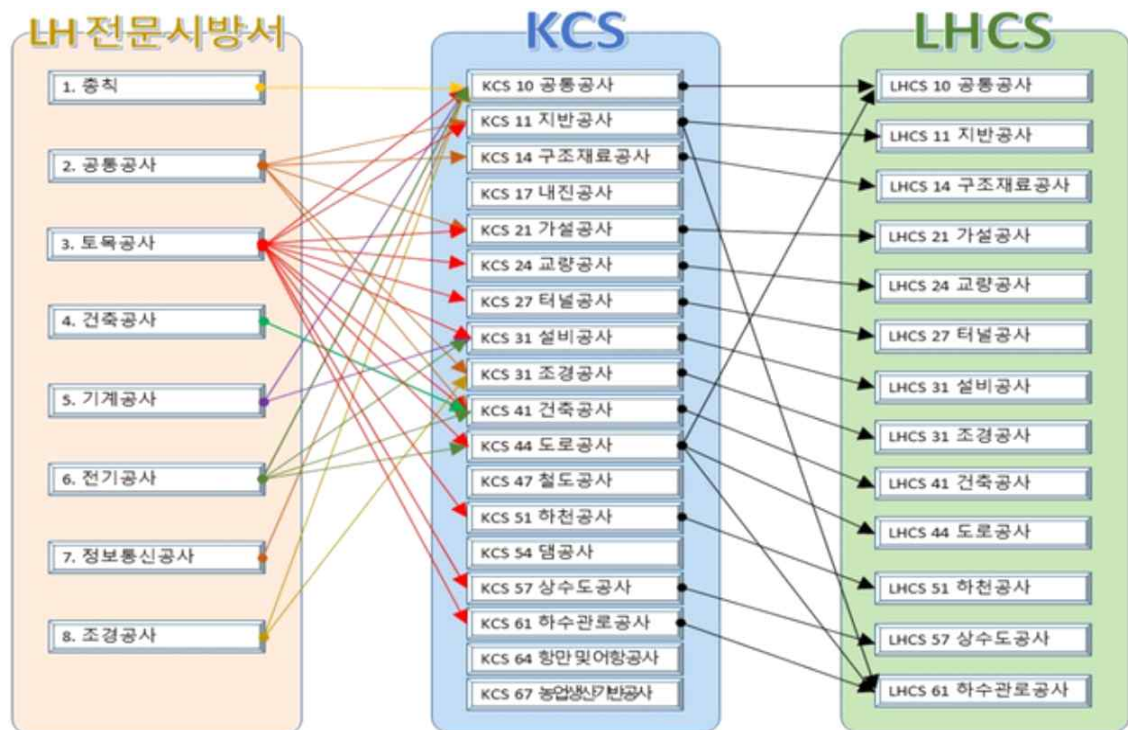 LH 전문시방서
1. 총칙
2. 공통공사
3. 토목공사
4. 건축공사
5. 기계공사
6. 전기공사
7. 정보통신공사
8. 조경공사
KCS
KCS 10 공통공사
KCS 11 지반공사
KCS 14 구조재료공사
KCS 17 내진공사
KCS 21 가설공사
KCS 24 교량공사
KCS 27 터널공사
KCS 31 설비공사
KCS 31 조경공사
KCS 41 건축공사
KCS 44 도로공사
KCS 47 철도공사
KCS 51 하천공사
KCS 54 댐공사
KCS 57 상수도공사
KCS 61 하수관로공사
KCS 64 항만 및 어항공사
KCS 67 농업생산기반공사
LHCS
LHCS 10 공통공사
LHCS 11 지반공사
LHCS 14 구조재료공사
LHCS 21 가설공사
LHCS 24 교량공사
LHCS 27 터널공사
LHCS 31 설비공사
LHCS 31 조경공사
LHCS 41 건축공사
LHCS 44 도로공사
LHCS 51 하천공사
LHCS 57 상수도공사
LHCS 61 하수관로공사